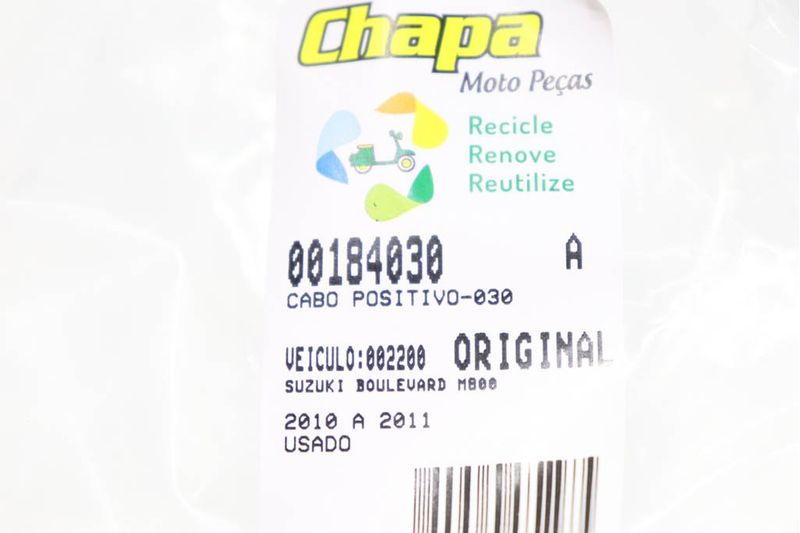 Chapa
Moto Peças
Recicle
Renove
Reutilize
00184030 A
CABO POSITIVO-030
VEICULO:002200 ORIGINAL
SUZUKI BOULEVARD M800
2010 A 2011
USADO